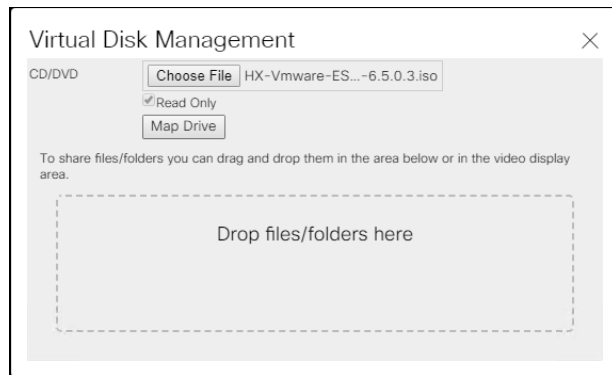 Virtual Disk Management
CD/DVD
Choose File HX-Vmware-ES...-6.5.0.3.iso
Read Only
Map Drive
To share files/folders you can drag and drop them in the area below or in the video display
area.
Drop files/folders here